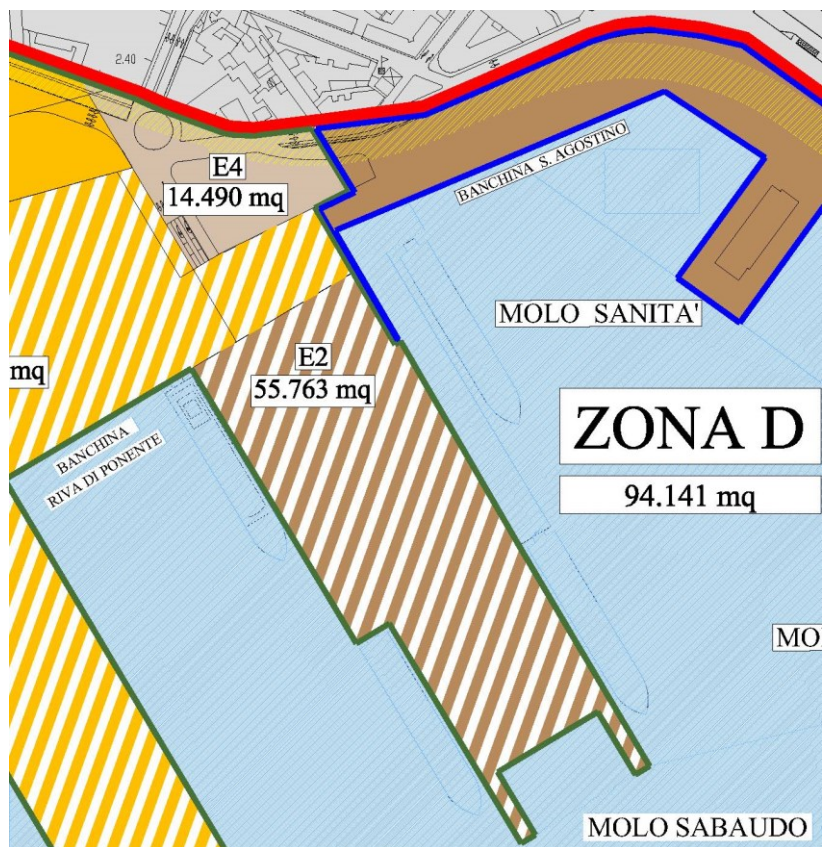 2.40
E4
14.490 mq
BANCHINA S. AGOSTINO
MOLO SANITA'
E2
55.763 mq
mq
ZONA D
94.141 mq
BANCHINA
RIVA DI PONENTE
MO
MOLO SABAUDO